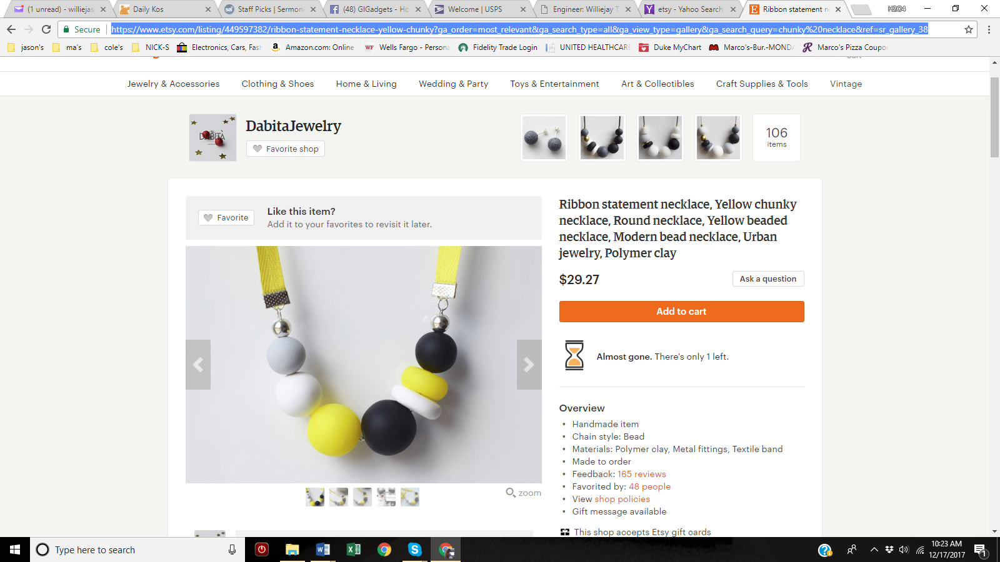 (1 unread) - williejas
Daily Kos
Staff Picks | Sermon
(48) GIGadgets - Ho
Welcome | USPS
Engineer: Williejay T
etsy - Yahoo Search
Ribbon statement n
H2O4
Secure
https://www.etsy.com/listing/449597382/ribbon-statement-necklace-yellow-chunky?ga_order=most_relevant&ga_search_type=all&ga_view_type=gallery&ga_search_query=chunky%20necklace&ref=sr_gallery_38
jason's
ma's
cole's
NICK-S
Electronics, Cars, Fash
Amazon.com: Online
WF Wells Fargo - Persona
Fidelity Trade Login
UNITED HEALTHCARE
Duke MyChart
Marco's-Bur.-MOND
Marco's Pizza Coupo
Cart
Jewelry & Accessories
Clothing & Shoes
Home & Living
Wedding & Party
Toys & Entertainment
Art & Collectibles
Craft Supplies & Tools
Vintage
DABITÀ
DabitaJewelry
Favorite shop
106
items
Favorite
Like this item?
Add it to your favorites to revisit it later.
zoom
Ribbon statement necklace, Yellow chunky
necklace, Round necklace, Yellow beaded
necklace, Modern bead necklace, Urban
jewelry, Polymer clay
$29.27
Ask a question
Add to cart
Almost gone. There's only 1 left.
Overview
• Handmade item
• Chain style: Bead
• Materials: Polymer clay, Metal fittings, Textile band
• Made to order
• Feedback: 165 reviews
• Favorited by: 48 people
• View shop policies
• Gift message available
This shop accepts Etsy gift cards
Type here to search
10:23 AM
12/17/2017
1